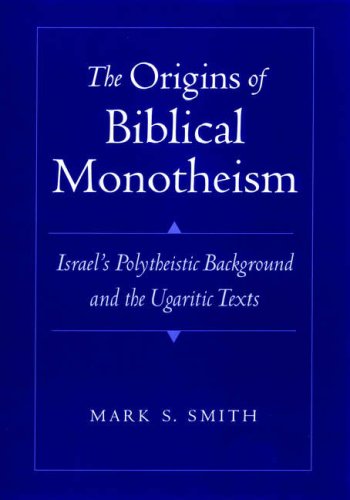 The Origins of
Biblical
Monotheism
Israel's Polytheistic Background
and the Ugaritic Texts
MARK S. SMITH